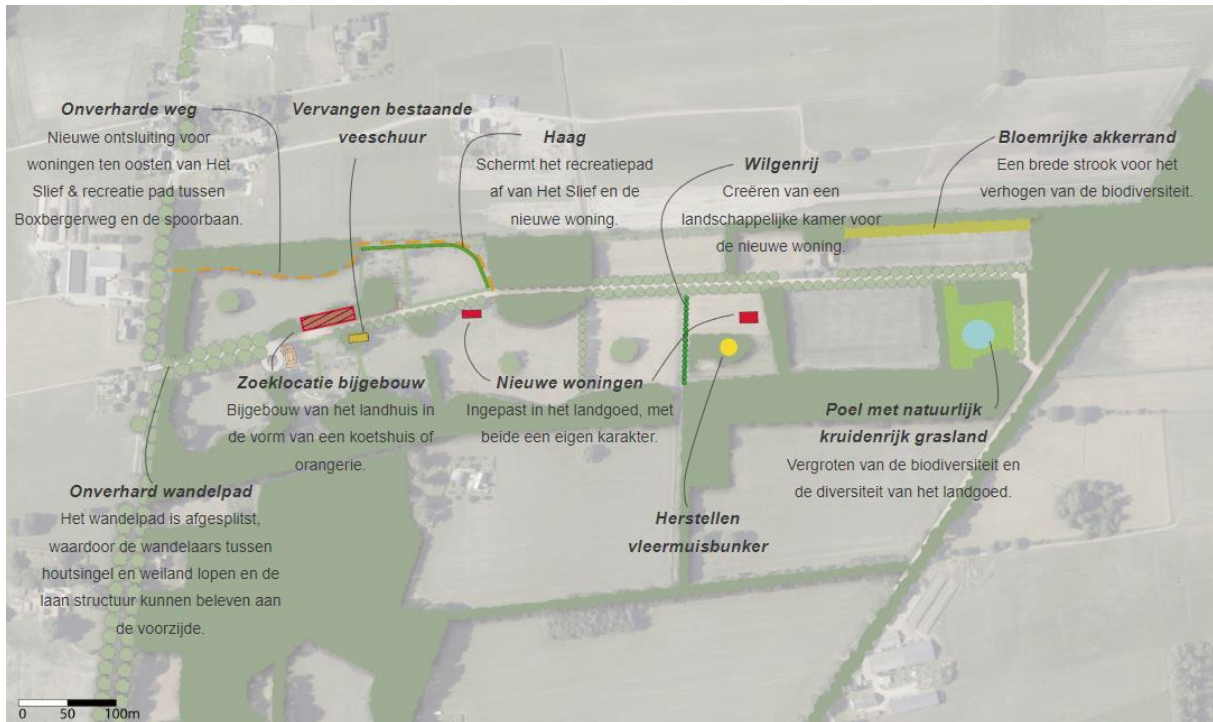 Onverharde weg
Nieuwe ontsluiting voor
woningen ten oosten van Het
Slief & recreatie pad tussen
Boxbergerweg en de spoorbaan.
Vervangen bestaande
veeschuur
Haag
Schermt het recreatiepad
af van Het Slief en de
nieuwe woning.
Wilgenrij
Creëren van een
landschappelijke kamer voor
de nieuwe woning.
Bloemrijke akkerrand
Een brede strook voor het
verhogen van de biodiversiteit.
Zoeklocatie bijgebouw
Bijgebouw van het landhuis in
de vorm van een koetshuis of
orangerie.
Nieuwe woningen
Ingepast in het landgoed, met
beide een eigen karakter.
Poel met natuurlijk
kruidenrijk grasland
Vergroten van de biodiversiteit en
de diversiteit van het landgoed.
Onverhard wandelpad
Het wandelpad is afgesplitst,
waardoor de wandelaars tussen
houtsingel en weiland lopen en de
laan structuur kunnen beleven aan
de voorzijde.
Herstellen
vleermuisbunker
0 50 100m